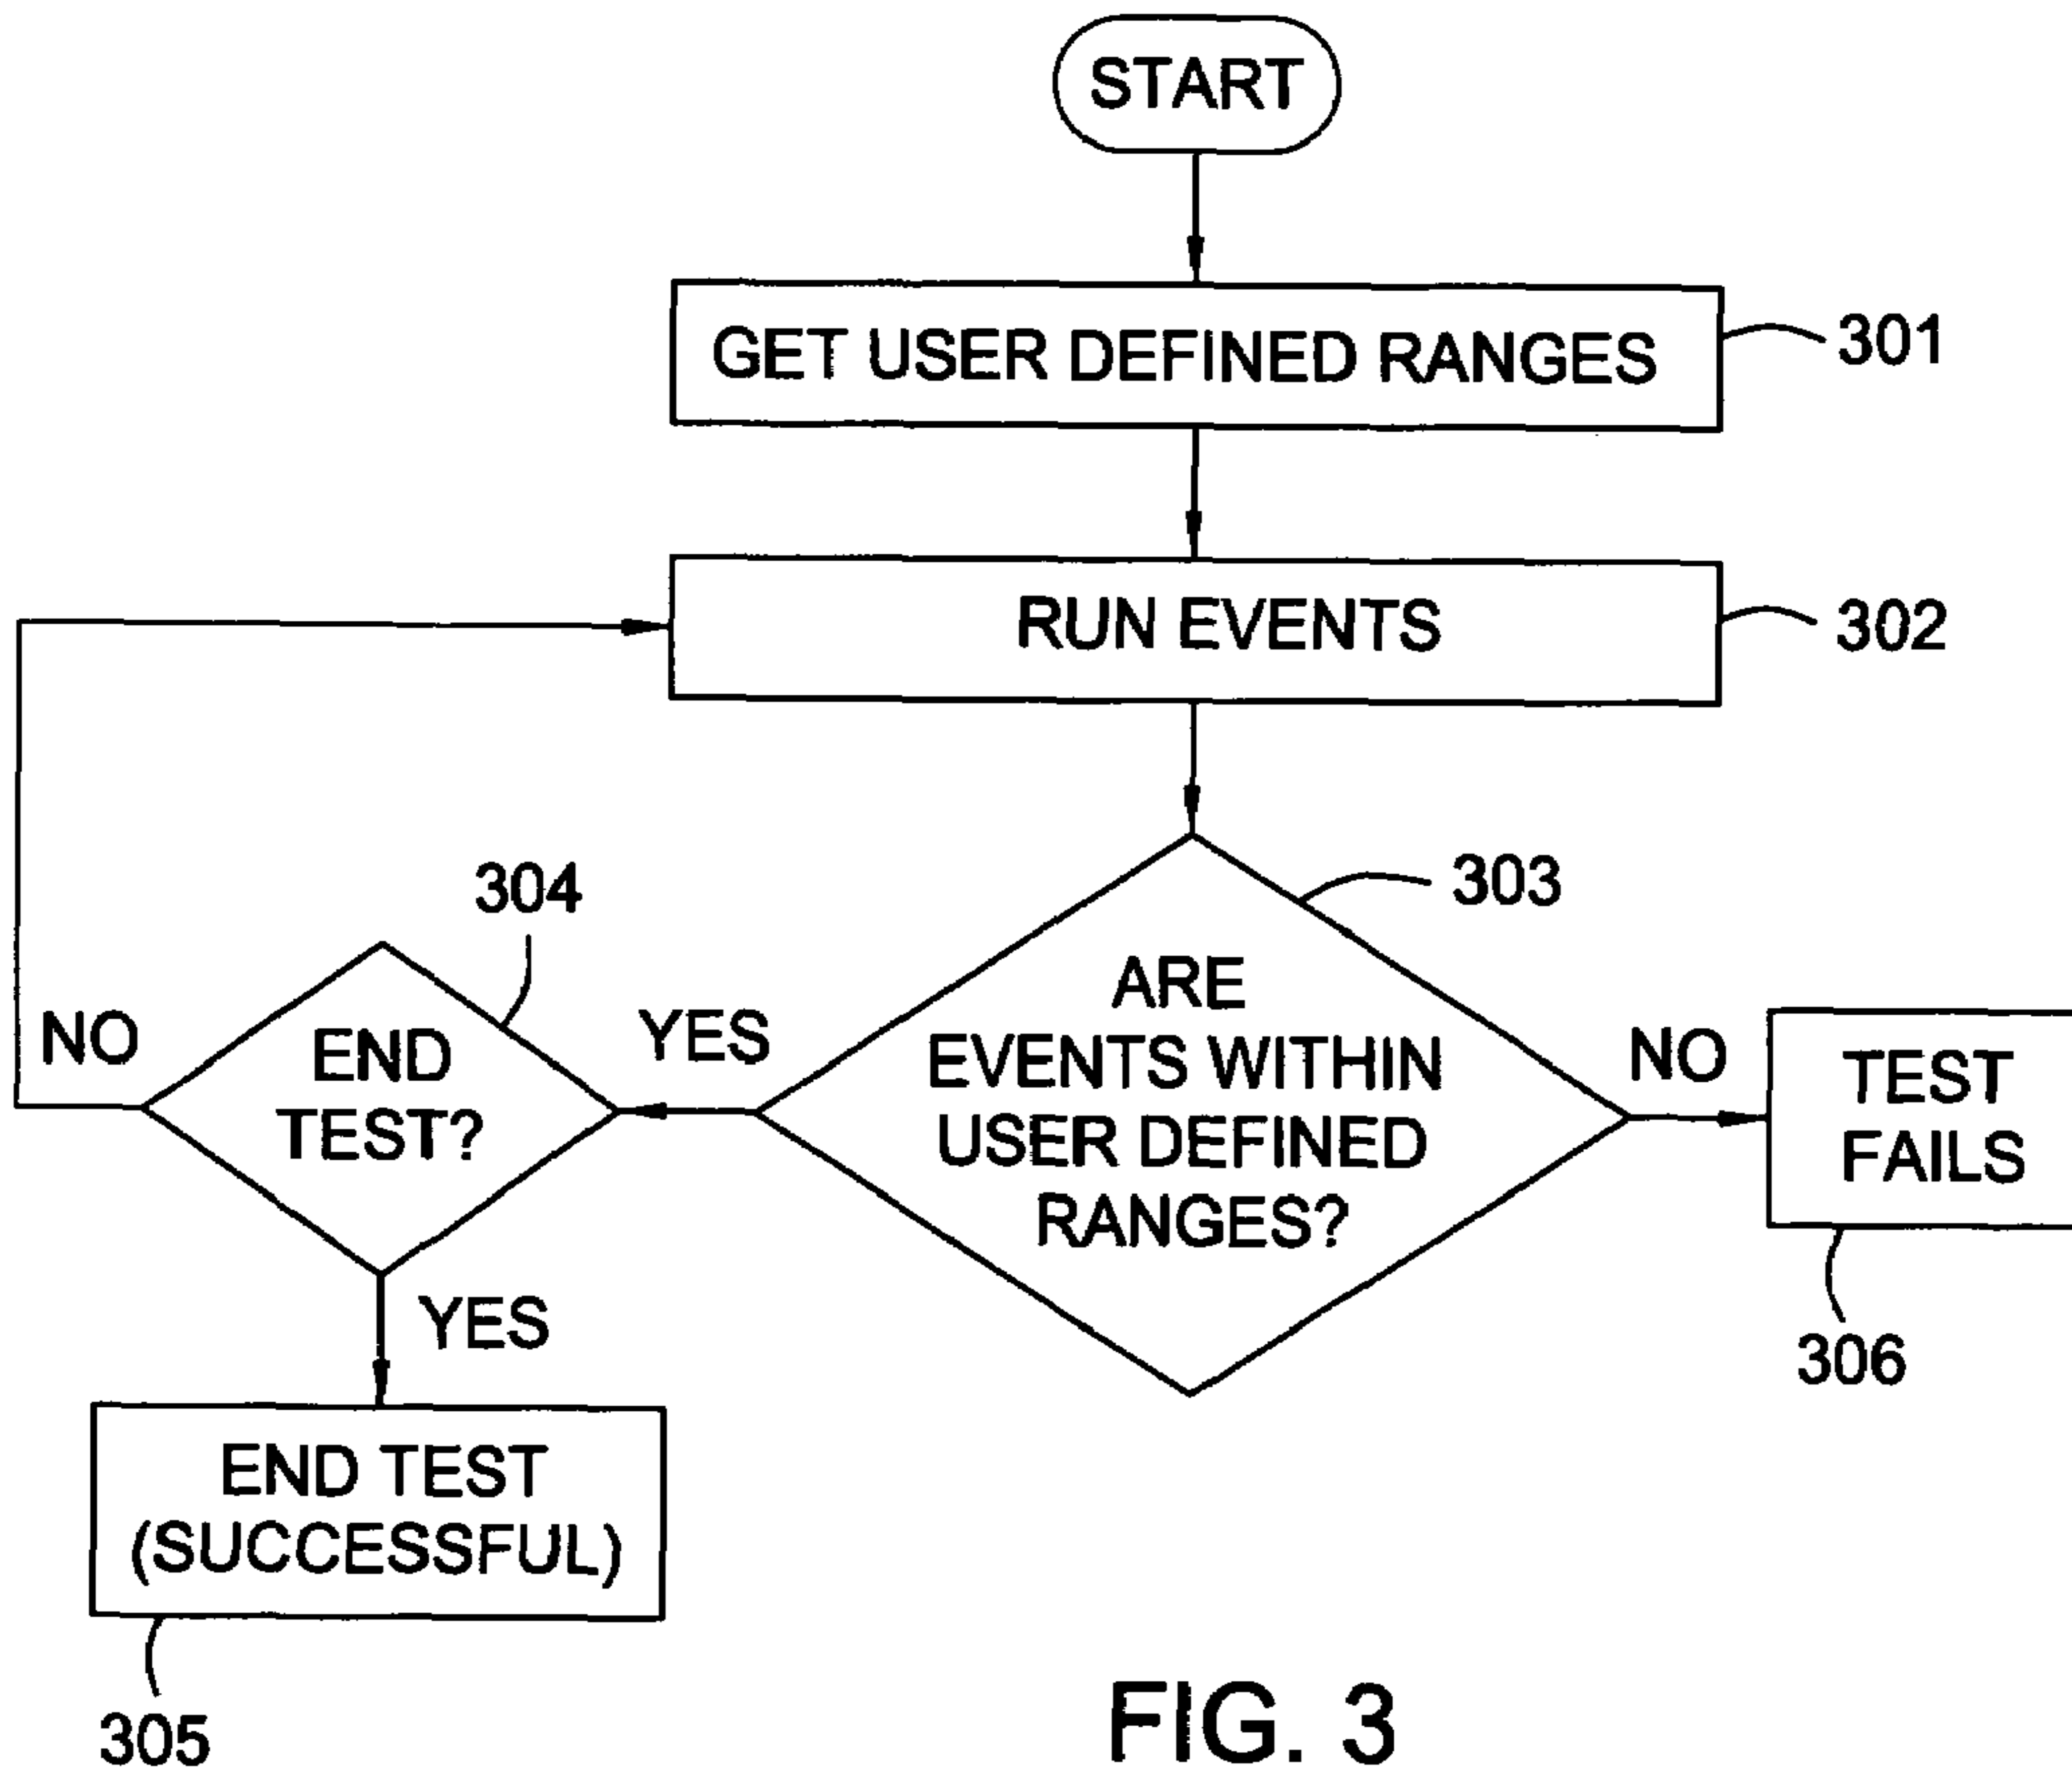 START
GET USER DEFINED RANGES
301
RUN EVENTS
302
303
304
ARE
EVENTS WITHIN
USER DEFINED
RANGES?
YES
NO
END
TEST?
NO
TEST
FAILS
306
YES
END TEST
(SUCCESSFUL)
305
FIG. 3